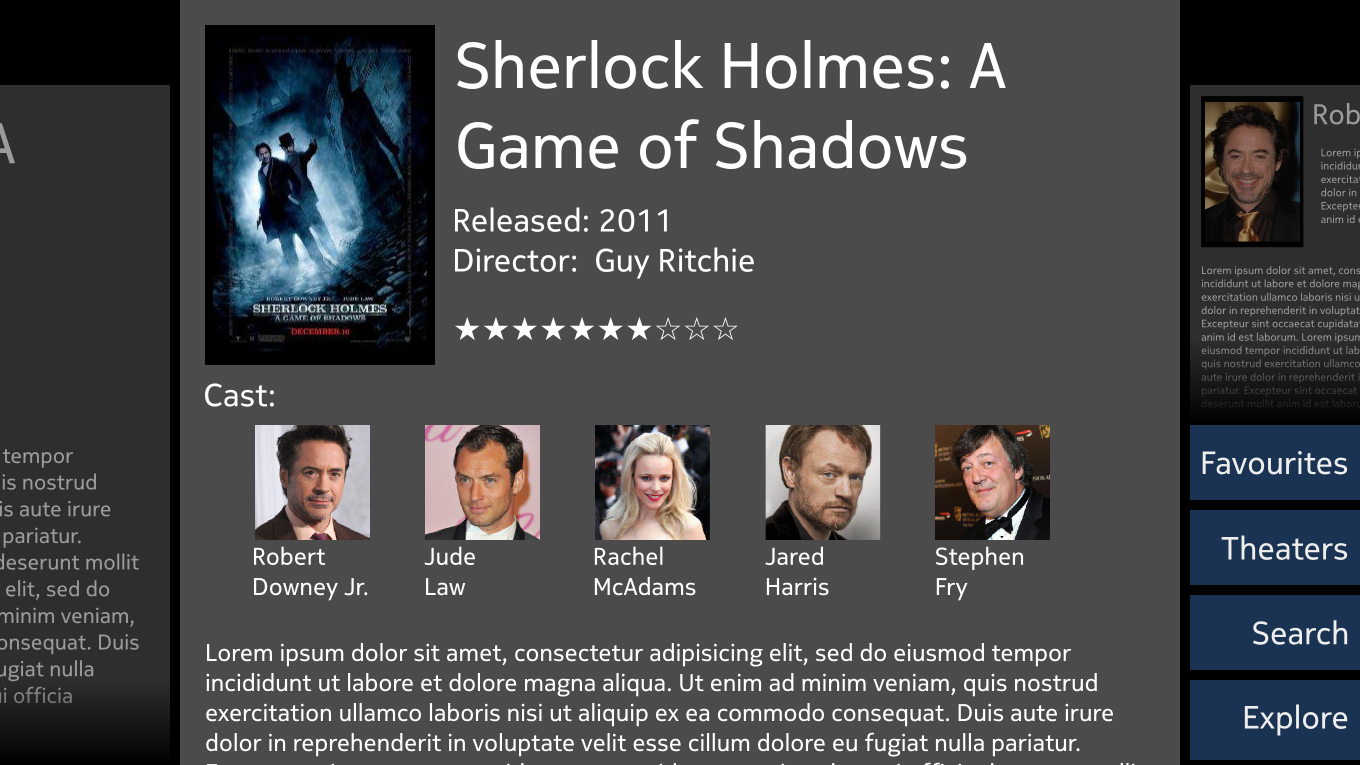 A
tempor
is nostrud
is aute irure
pariatur.
deserunt mollit
elit, sed do
minim veniam,
onsequat. Duis
ugiat nulla
i officia
ROBERT DOWNEY JR. JUDE LAW
SHERLOCK HOLMES
A GAME OF SHADOWS
DECEMBER 16
Sherlock Holmes: A
Game of Shadows
Released: 2011
Director: Guy Ritchie
★★★★★★★☆☆☆
Cast:
Robert
Downey Jr.
Jude
Law
Rachel
McAdams
Jared
Harris
Stephen
Fry
Lorem ipsum dolor sit amet, consectetur adipisicing elit, sed do eiusmod tempor
incididunt ut labore et dolore magna aliqua. Ut enim ad minim veniam, quis nostrud
exercitation ullamco laboris nisi ut aliquip ex ea commodo consequat. Duis aute irure
dolor in reprehenderit in voluptate velit esse cillum dolore eu fugiat nulla pariatur.
Rob
Lorem ip
incididun
exercitat
dolor in
Excepteu
anim id e
Lorem ipsum dolor sit amet, cons
incididunt ut labore et dolore mag
exercitation ullamco laboris nisi u
dolor in reprehenderit in voluptat
Excepteur sint occaecat cupidata
anim id est laborum. Lorem ipsum
eiusmod tempor incididunt ut lab
quis nostrud exercitation ullamco
aute irure dolor in reprehenderit i
pariatur. Excepteur sint occaecat
deserunt mollit anim id est labori
Favourites
Theaters
Search
Explore